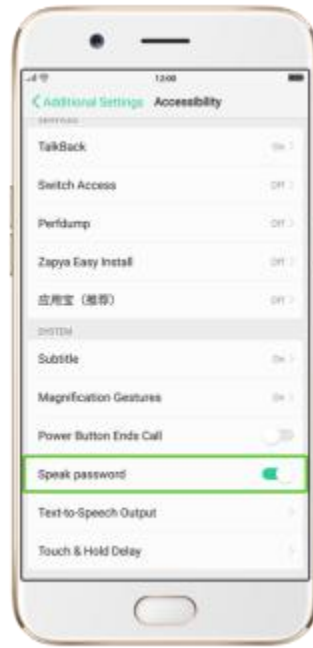 12:00
Additional Settings Accessibility
SERVICES
TalkBack On
Switch Access Off
Perfdump Off
Zapya Easy Install Off
应用宝（推荐） Off
SYSTEM
Subtitle On
Magnification Gestures On
Power Button Ends Call
Speak password
Text-to-Speech Output
Touch & Hold Delay